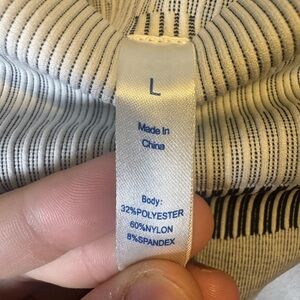 L
Made In
China
Body:
32%POLYESTER
60%NYLON
8%SPANDEX